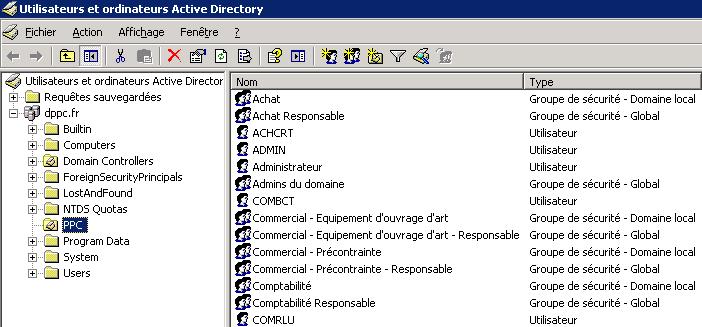 Utilisateurs et ordinateurs Active Directory
Fichier Action Affichage Fenêtre ?
Utilisateurs et ordinateurs Active Director
Requêtes sauvegardées
dppc.fr
Builtin
Computers
Domain Controllers
ForeignSecurityPrincipals
LostAndFound
NTDS Quotas
PPC
Program Data
System
Users
Nom Type
Achat Groupe de sécurité - Domaine local
Achat Responsable Groupe de sécurité - Global
ACHCRT Utilisateur
ADMIN Utilisateur
Administrateur Utilisateur
Admins du domaine Groupe de sécurité - Global
COMBCT Utilisateur
Commercial - Equipement d'ouvrage d'art Groupe de sécurité - Domaine local
Commercial - Equipement d'ouvrage d'art - Responsable Groupe de sécurité - Global
Commercial - Précontrainte Groupe de sécurité - Domaine local
Commercial - Précontrainte - Responsable Groupe de sécurité - Global
Comptabilité Groupe de sécurité - Domaine local
Comptabilité Responsable Groupe de sécurité - Global
COMRLU Utilisateur